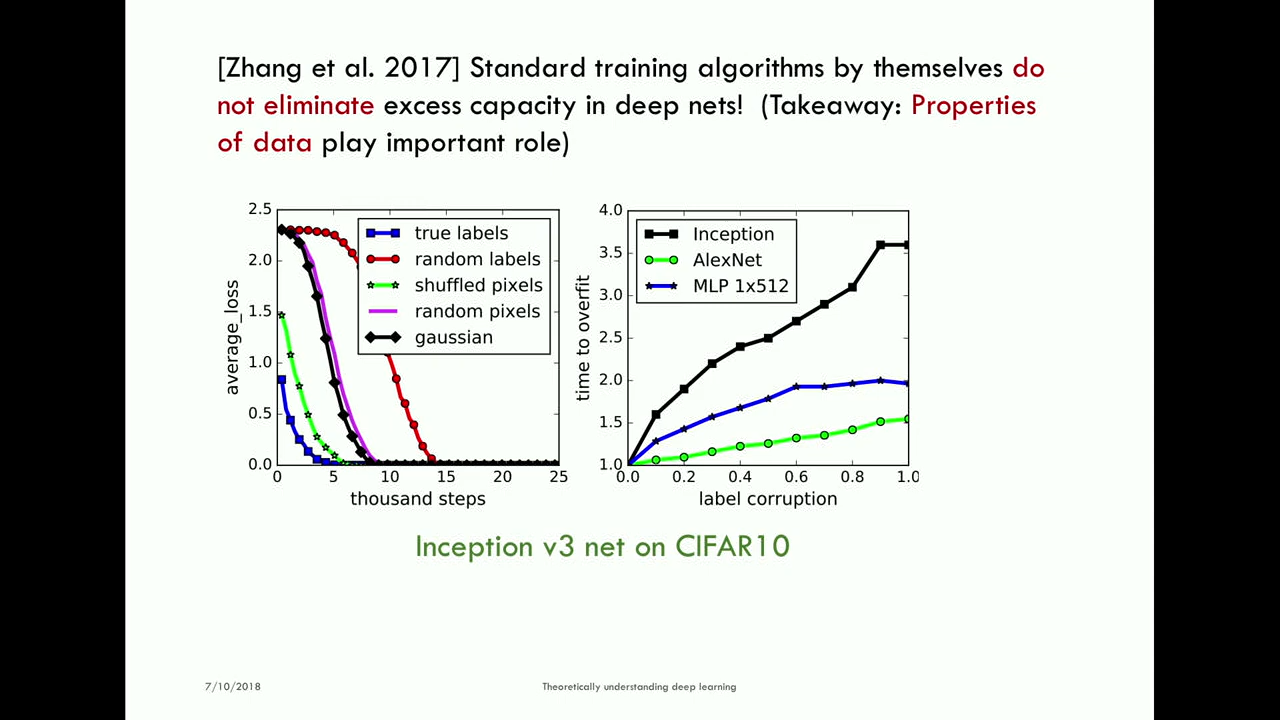 [Zhang et al. 2017] Standard training algorithms by themselves do
not eliminate excess capacity in deep nets! (Takeaway: Properties
of data play important role)
2.5
2.0
1.5
1.0
0.5
0.0
average_loss
true labels
random labels
shuffled pixels
random pixels
gaussian
0 5 10 15 20 25
thousand steps
4.0
3.5
3.0
2.5
2.0
1.5
1.0
time to overfit
Inception
AlexNet
MLP 1x512
0.0 0.2 0.4 0.6 0.8 1.0
label corruption
Inception v3 net on CIFAR10
7/10/2018
Theoretically understanding deep learning